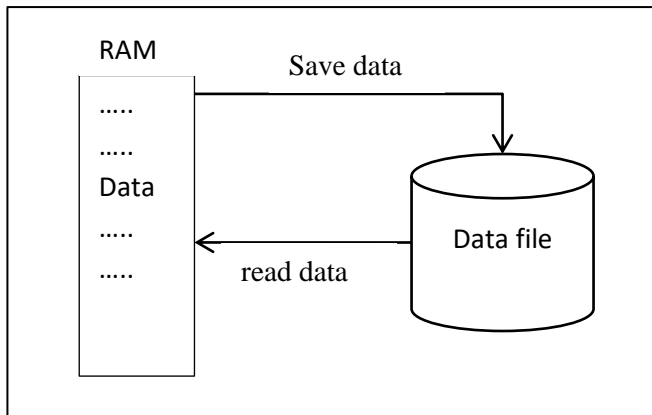 RAM
Save data
.....
.....
Data
Data file
.....
read data
.....